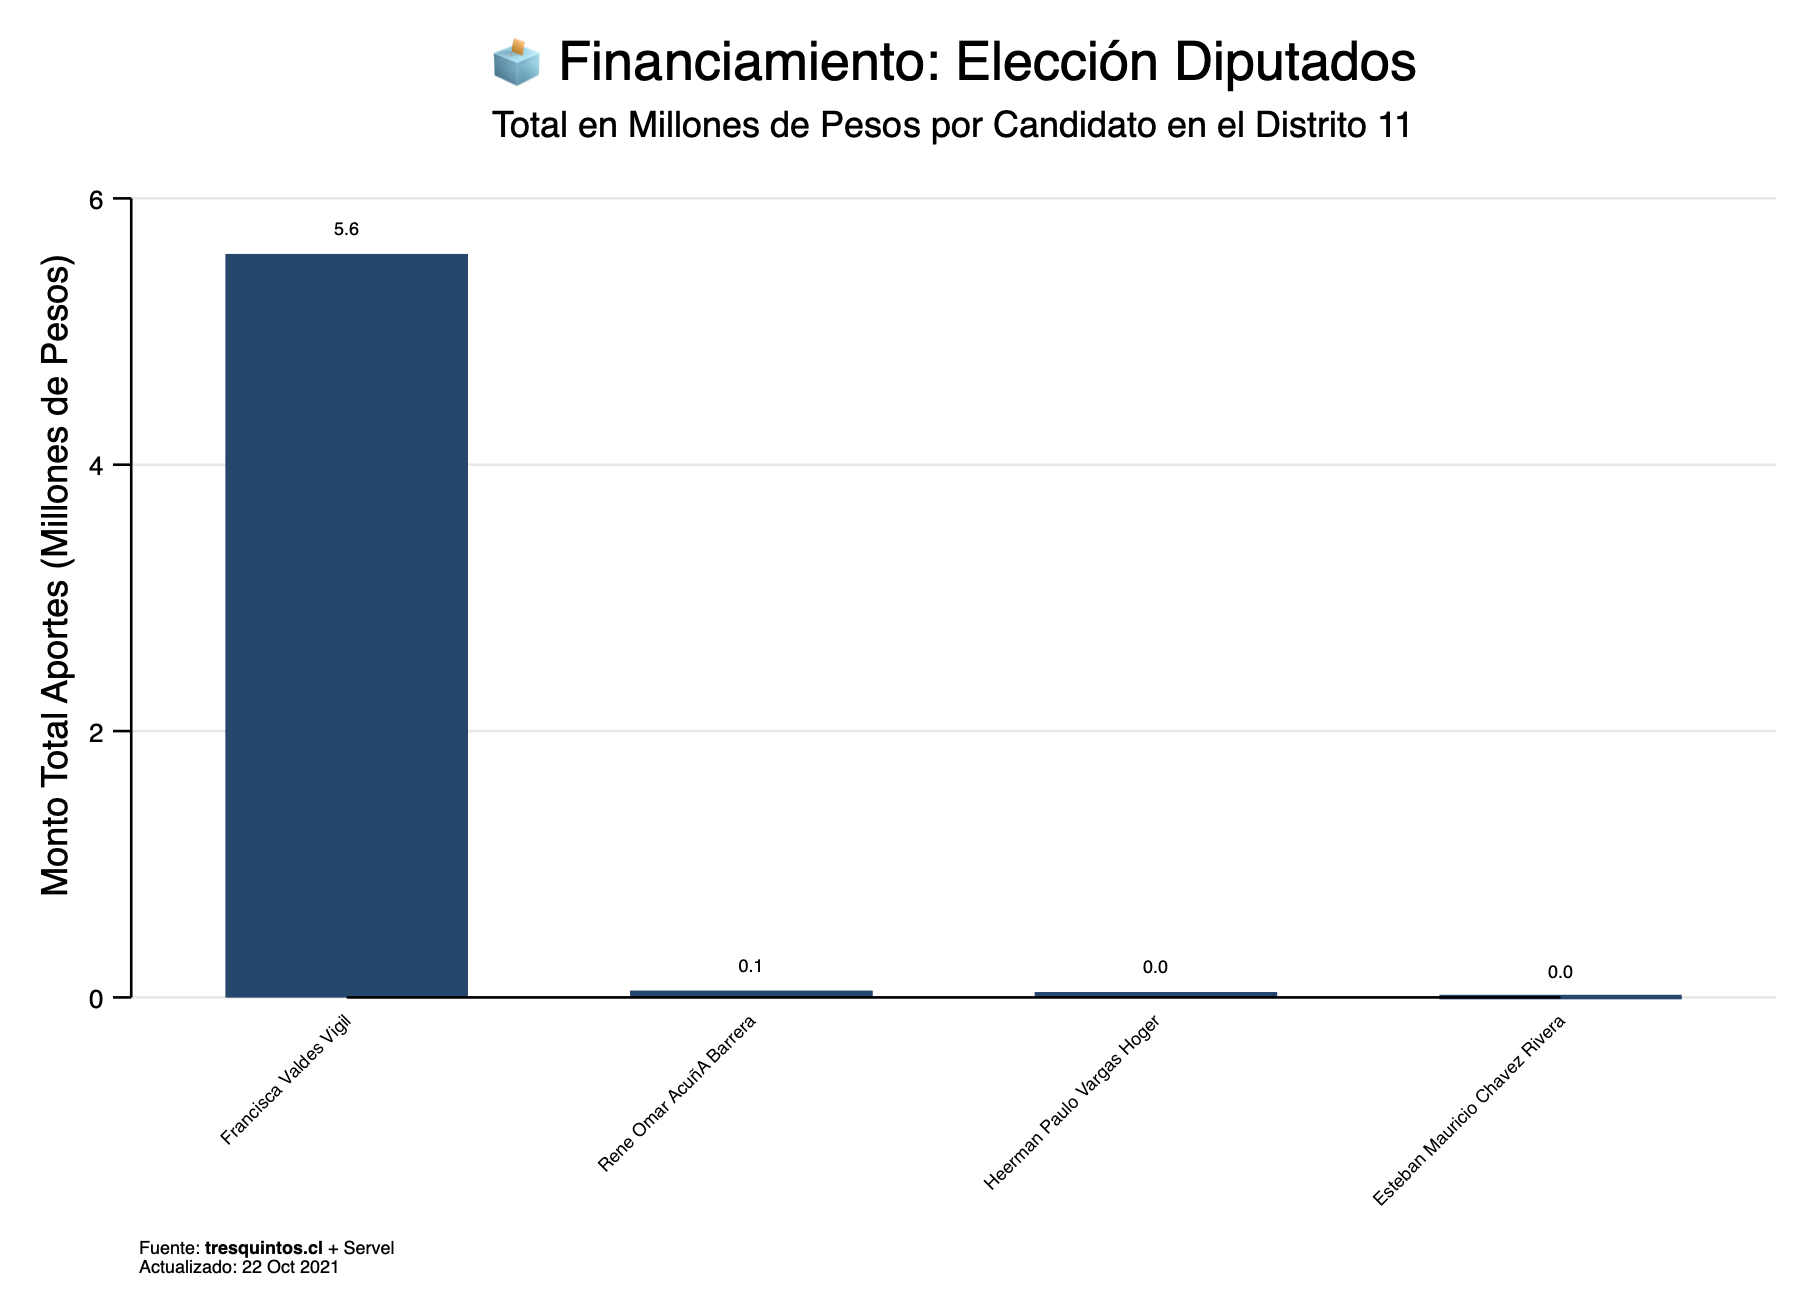 Financiamiento: Elección Diputados
Total en Millones de Pesos por Candidato en el Distrito 11
Monto Total Aportes (Millones de Pesos)
6
4
2
0
5.6
0.1
0.0
0.0
Francisca Valdes Vigil
Rene Omar AcuñA Barrera
Heerman Paulo Vargas Hoger
Esteban Mauricio Chavez Rivera
Fuente: tresquintos.cl + Servel
Actualizado: 22 Oct 2021